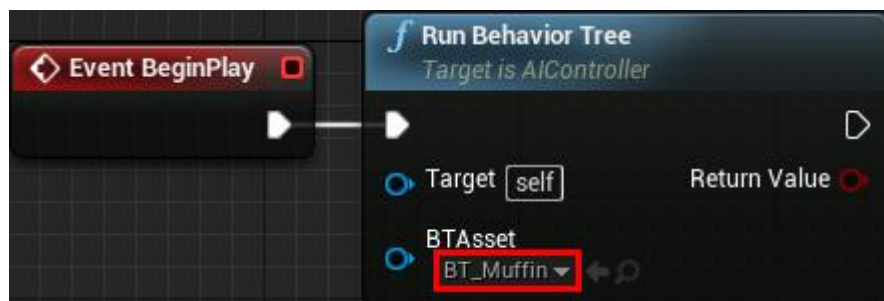 Event BeginPlay
f Run Behavior Tree
Target is AIController
Target self
Return Value
BTAsset
BT_Muffin